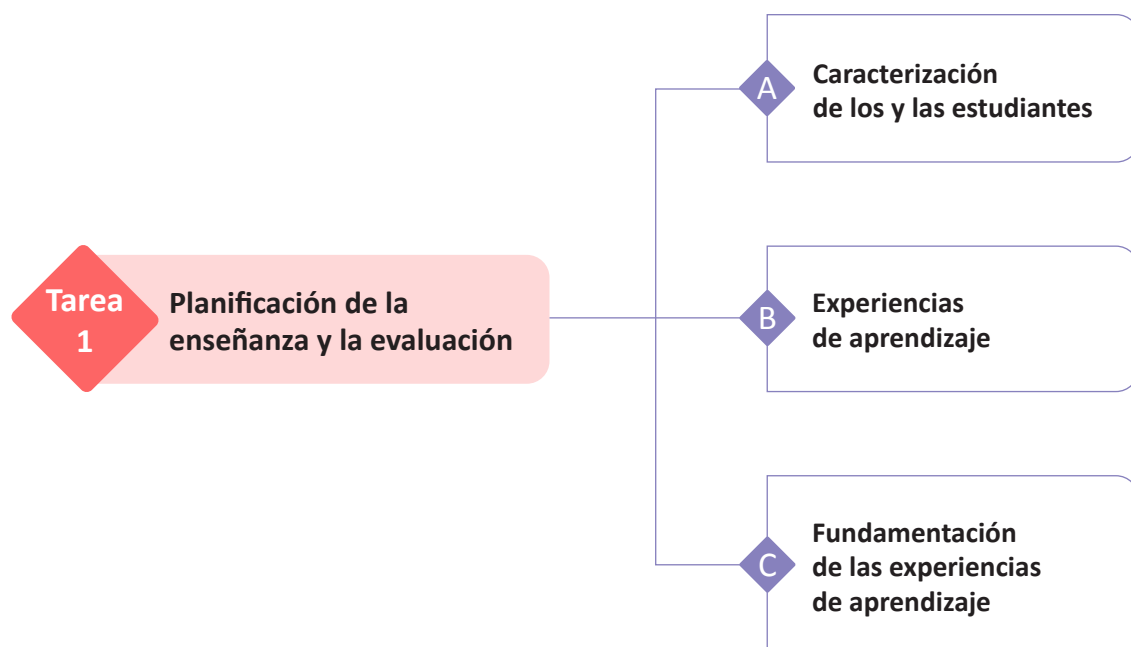 Tarea
1
Planificación de la
enseñanza y la evaluación
A
Caracterización
de los y las estudiantes
B
Experiencias
de aprendizaje
C
Fundamentación
de las experiencias
de aprendizaje